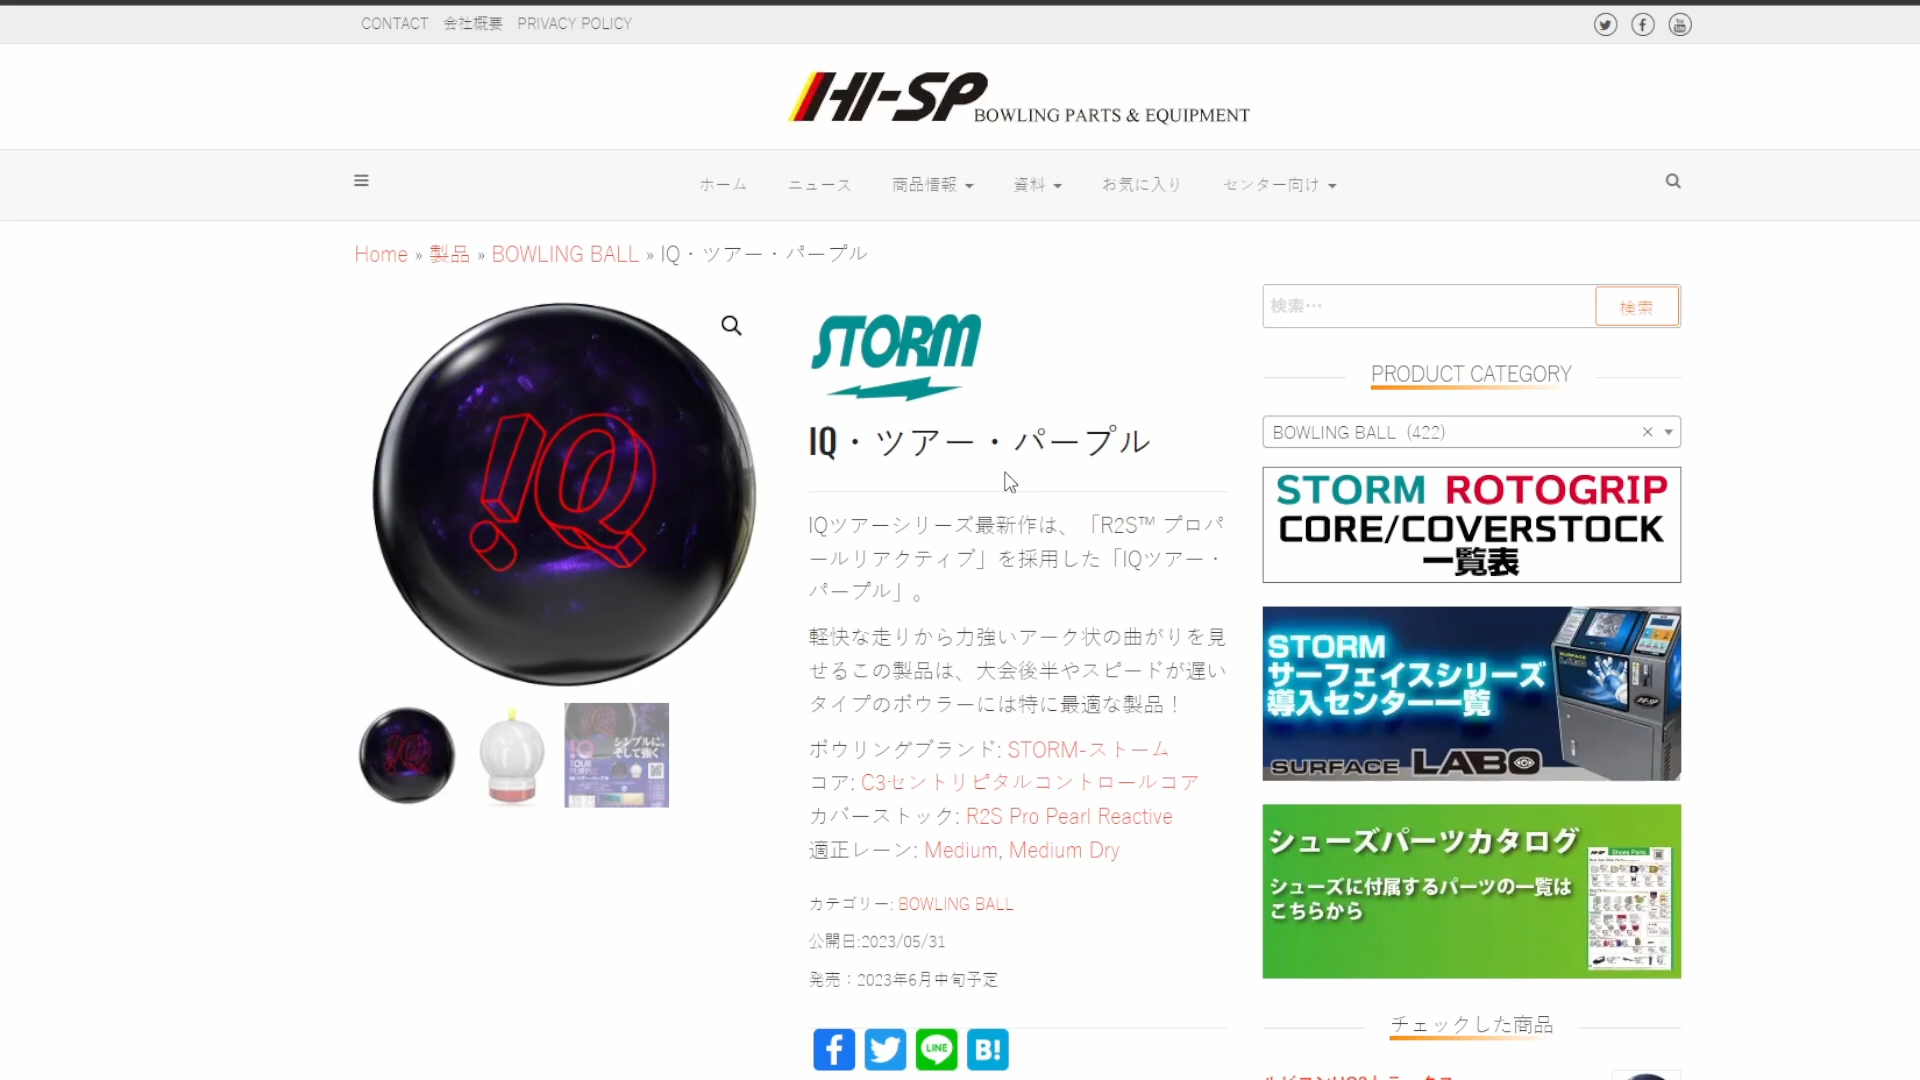 CONTACT 会社概要 PRIVACY POLICY
HI-SP BOWLING PARTS & EQUIPMENT
ホーム ニュース 商品情報 資料 お気に入り センター向け
Home » 製品 » BOWLING BALL » IQ・ツアー・パープル
IQ
STORM
IQ・ツアー・パープル
IQツアーシリーズ最新作は、「R2S™ プロパ
ールリアクティブ」を採用した「IQツアー・
パープル」。
軽快な走りから力強いアーク状の曲がりを見
せるこの製品は、大会後半やスピードが遅い
タイプのボウラーには特に最適な製品！
ボウリングブランド: STORM-ストーム
コア: C3セントリピタルコントロールコア
カバーストック: R2S Pro Pearl Reactive
適正レーン: Medium, Medium Dry
カテゴリー: BOWLING BALL
公開日:2023/05/31
発売：2023年6月中旬予定
LINE
B!
IQ
TOUR
PURPLE
シンプルに、
そして強く
検索…
検索
PRODUCT CATEGORY
BOWLING BALL (422)
STORM ROTOGRIP
CORE/COVERSTOCK
一覧表
STORM
サーフェイスシリーズ
導入センター一覧
SURFACE LABO
シューズパーツカタログ
シューズに付属するパーツの一覧は
こちらから
チェックした商品